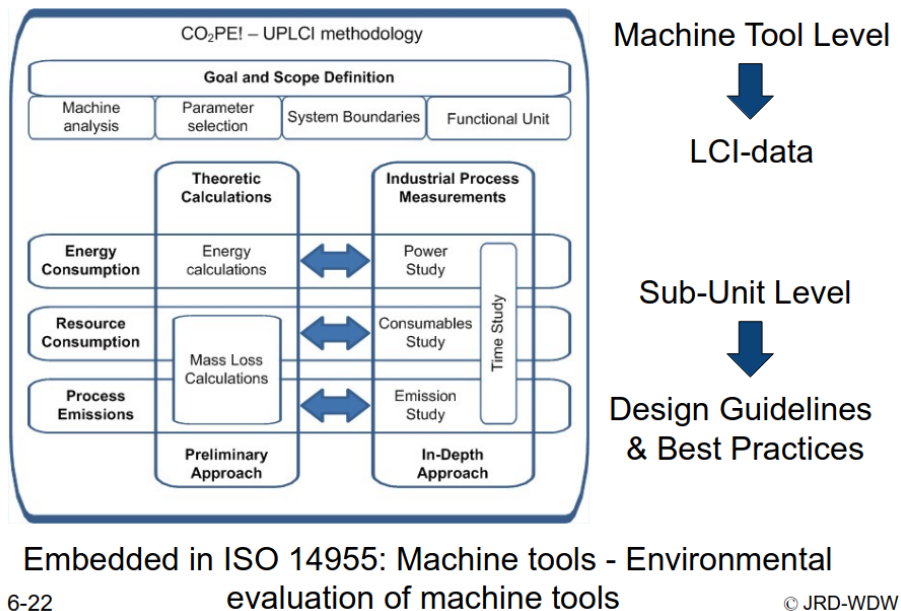 CO₂PE! – UPLCI methodology
Goal and Scope Definition
Machine
analysis
Parameter
selection
System Boundaries
Functional Unit
Theoretic
Calculations
Industrial Process
Measurements
Energy
Consumption
Energy
calculations
Power
Study
Resource
Consumption
Mass Loss
Calculations
Consumables
Study
Time Study
Process
Emissions
Emission
Study
Preliminary
Approach
In-Depth
Approach
Machine Tool Level
LCI-data
Sub-Unit Level
Design Guidelines
& Best Practices
Embedded in ISO 14955: Machine tools - Environmental
evaluation of machine tools
6-22
© JRD-WDW